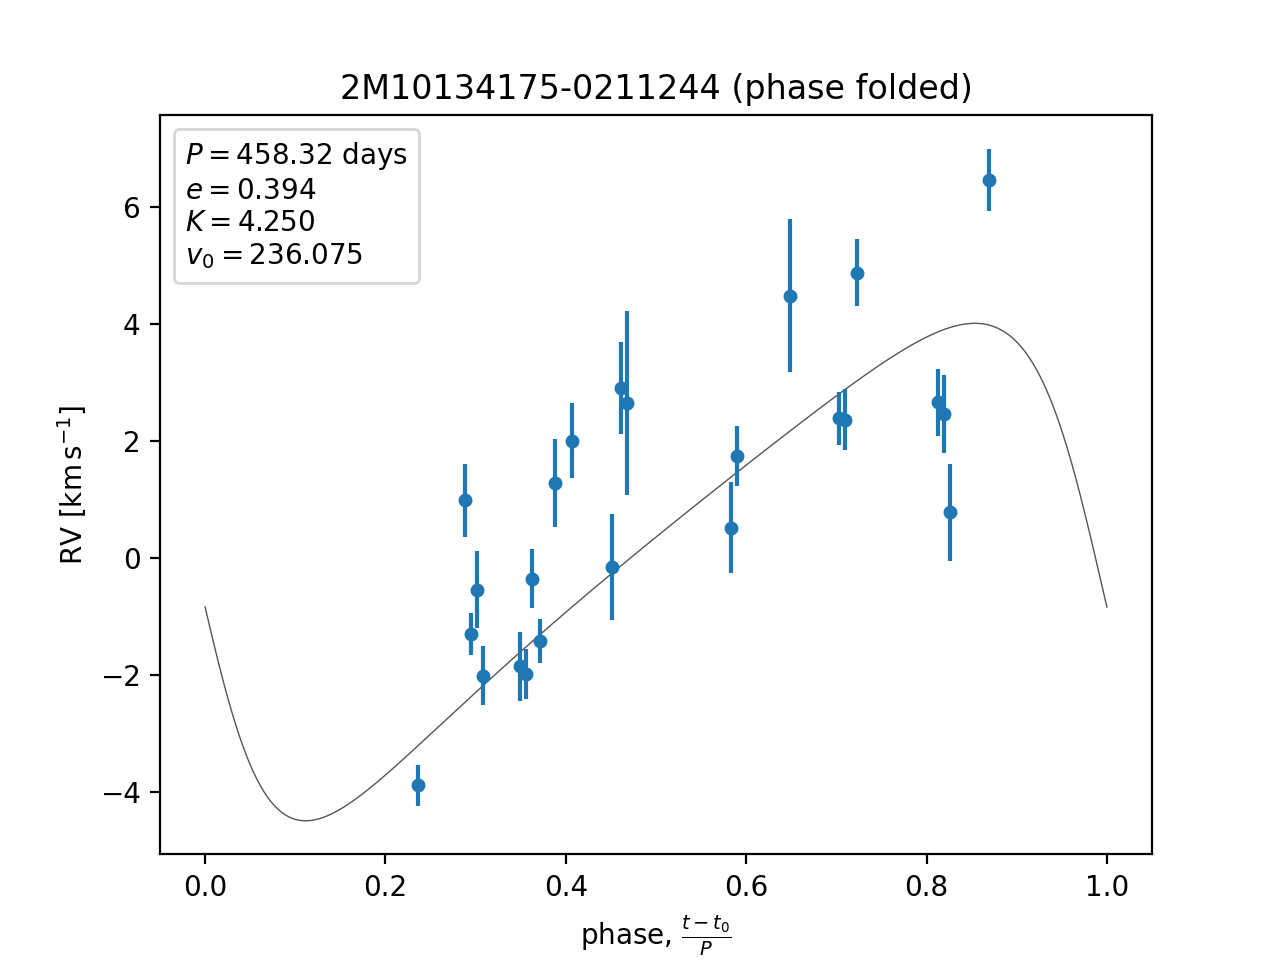 2M10134175-0211244 (phase folded)
P = 458.32 days
e = 0.394
K = 4.250
v₀ = 236.075
RV [km s⁻¹]
6
4
2
0
−2
−4
0.0 0.2 0.4 0.6 0.8 1.0
phase, (t − t₀)/P